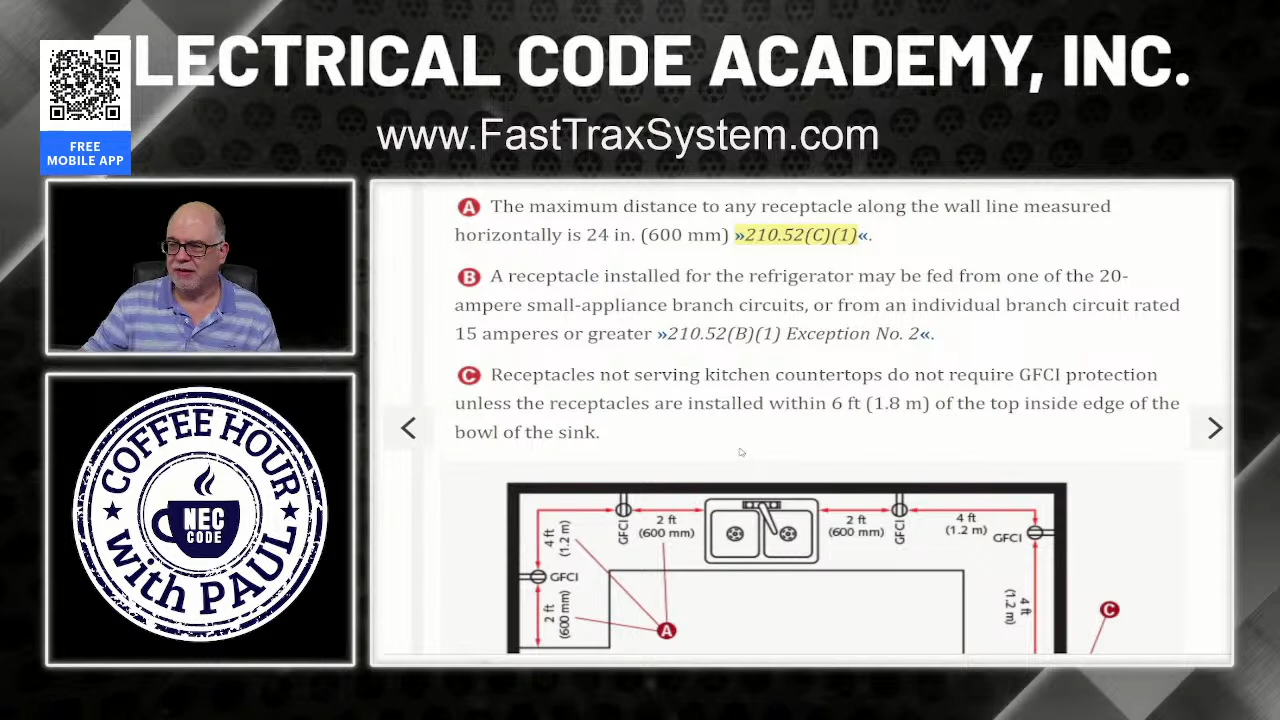 ELECTRICAL CODE ACADEMY, INC.
www.FastTraxSystem.com
FREE
MOBILE APP
A The maximum distance to any receptacle along the wall line measured
horizontally is 24 in. (600 mm) »210.52(C)(1)«.
B A receptacle installed for the refrigerator may be fed from one of the 20-
ampere small-appliance branch circuits, or from an individual branch circuit rated
15 amperes or greater »210.52(B)(1) Exception No. 2«.
C Receptacles not serving kitchen countertops do not require GFCI protection
unless the receptacles are installed within 6 ft (1.8 m) of the top inside edge of the
bowl of the sink.
4 ft
(1.2 m)
GFCI
2 ft
(600 mm)
2 ft
(600 mm)
GFCI
4 ft
(1.2 m)
GFCI
GFCI
2 ft
(600 mm)
4 ft
(1.2 m)
A
C
COFFEE HOUR
NEC
CODE
with PAUL